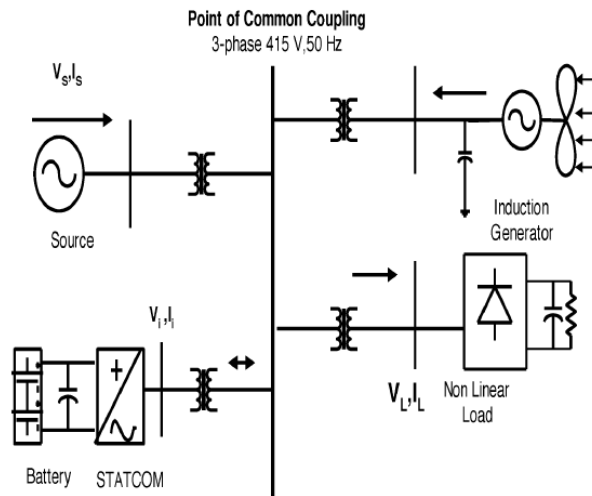 Point of Common Coupling
3-phase 415 V,50 Hz
Vs,Is
Source
Induction
Generator
Vi,Ii
VL,IL
Non Linear
Load
Battery
STATCOM
+